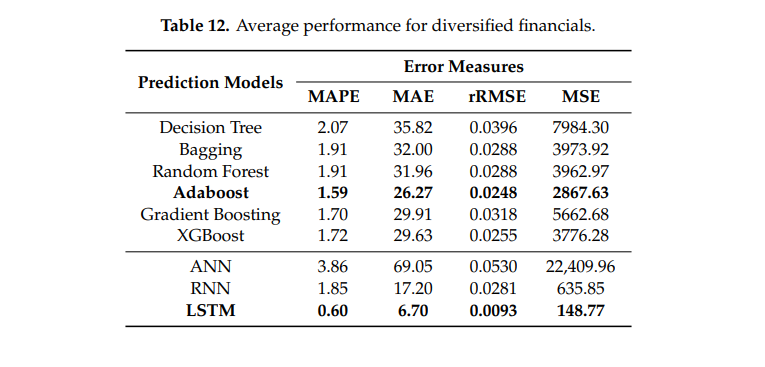 Table 12. Average performance for diversified financials.
Prediction Models Error Measures
MAPE MAE rRMSE MSE
Decision Tree 2.07 35.82 0.0396 7984.30
Bagging 1.91 32.00 0.0288 3973.92
Random Forest 1.91 31.96 0.0288 3962.97
Adaboost 1.59 26.27 0.0248 2867.63
Gradient Boosting 1.70 29.91 0.0318 5662.68
XGBoost 1.72 29.63 0.0255 3776.28
ANN 3.86 69.05 0.0530 22,409.96
RNN 1.85 17.20 0.0281 635.85
LSTM 0.60 6.70 0.0093 148.77